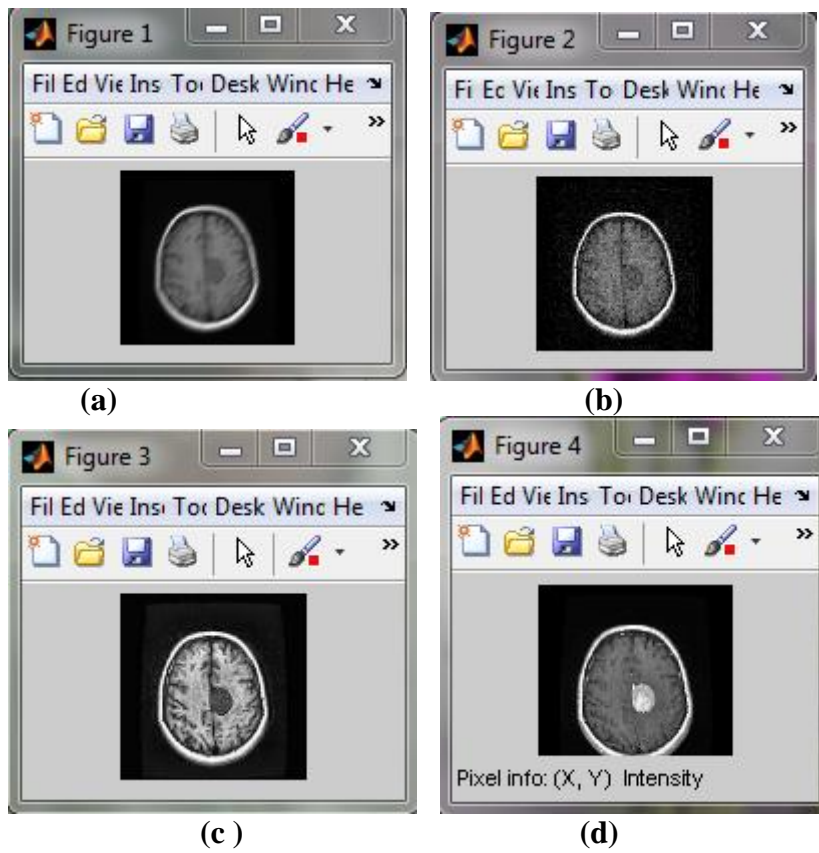 Figure 1
Fil Ed Vie Ins Too Desk Winc He
(a)
Figure 2
Fi Ec Vie Ins To Desk Winc He
(b)
Figure 3
Fil Ed Vie Inse Too Desk Winc He
(c )
Figure 4
Fil Ed Vie Ins Too Desk Winc He
Pixel info: (X, Y) Intensity
(d)